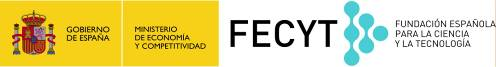 GOBIERNO
DE ESPAÑA
MINISTERIO
DE ECONOMÍA
Y COMPETITIVIDAD
FECYT
FUNDACIÓN ESPAÑOLA
PARA LA CIENCIA
Y LA TECNOLOGÍA